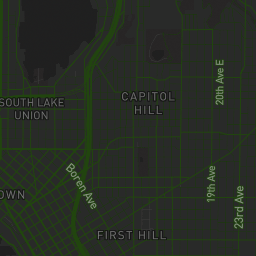 20th Ave E
CAPITOL
HILL
SOUTH LAKE
UNION
Boren Ave
19th Ave
23rd Ave
OWN
FIRST HILL